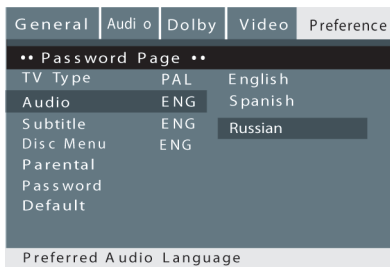 General Audio Dolby Video Preference
•• Password Page ••
TV Type PAL English
Audio ENG Spanish
Subtitle ENG Russian
Disc Menu ENG
Parental
Password
Default
Preferred Audio Language